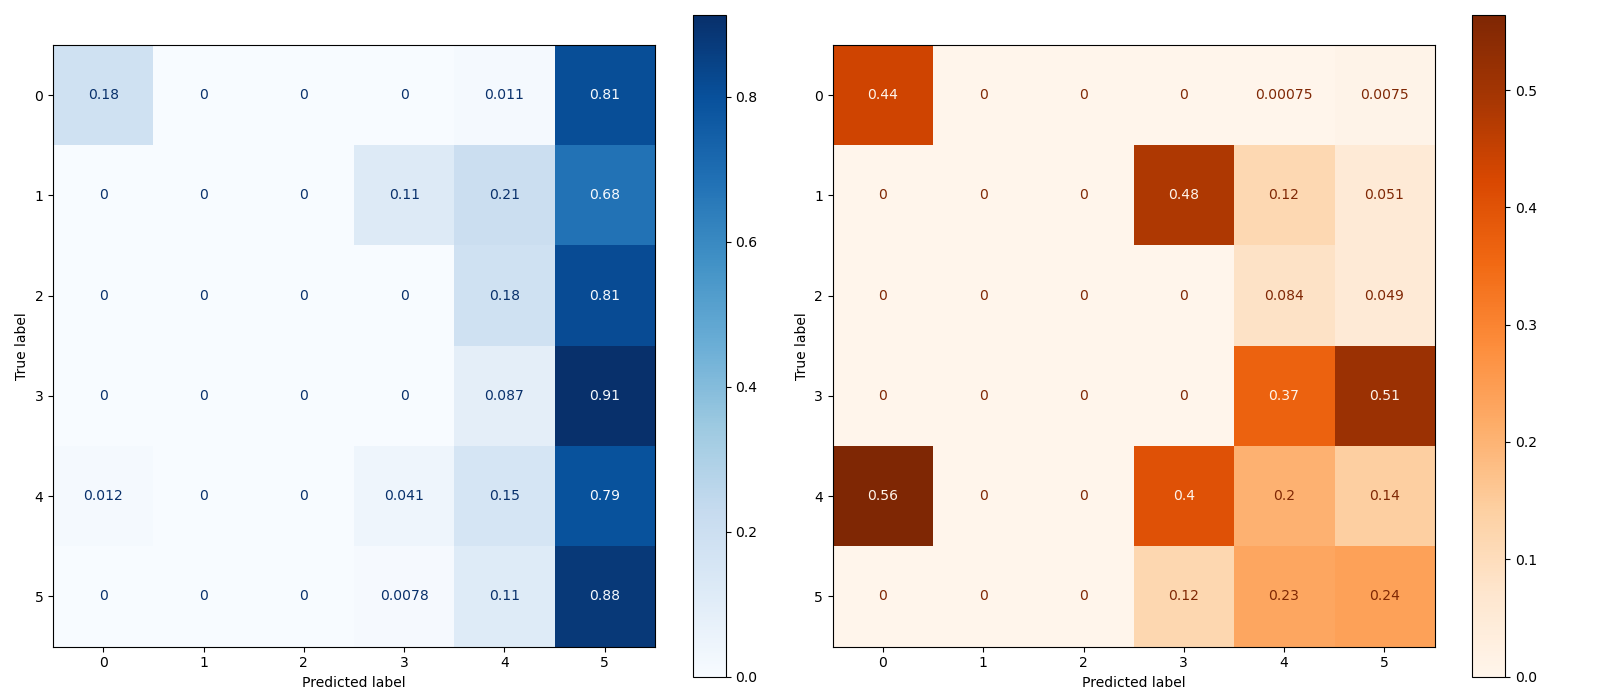 0 0.18 0 0 0 0.011 0.81
1 0 0 0 0.11 0.21 0.68
2 0 0 0 0 0.18 0.81
3 0 0 0 0 0.087 0.91
4 0.012 0 0 0.041 0.15 0.79
5 0 0 0 0.0078 0.11 0.88
0 1 2 3 4 5
Predicted label
True label
0.8
0.6
0.4
0.2
0.0
0 0.44 0 0 0 0.00075 0.0075
1 0 0 0 0.48 0.12 0.051
2 0 0 0 0 0.084 0.049
3 0 0 0 0 0.37 0.51
4 0.56 0 0 0.4 0.2 0.14
5 0 0 0 0.12 0.23 0.24
0 1 2 3 4 5
Predicted label
True label
0.5
0.4
0.3
0.2
0.1
0.0